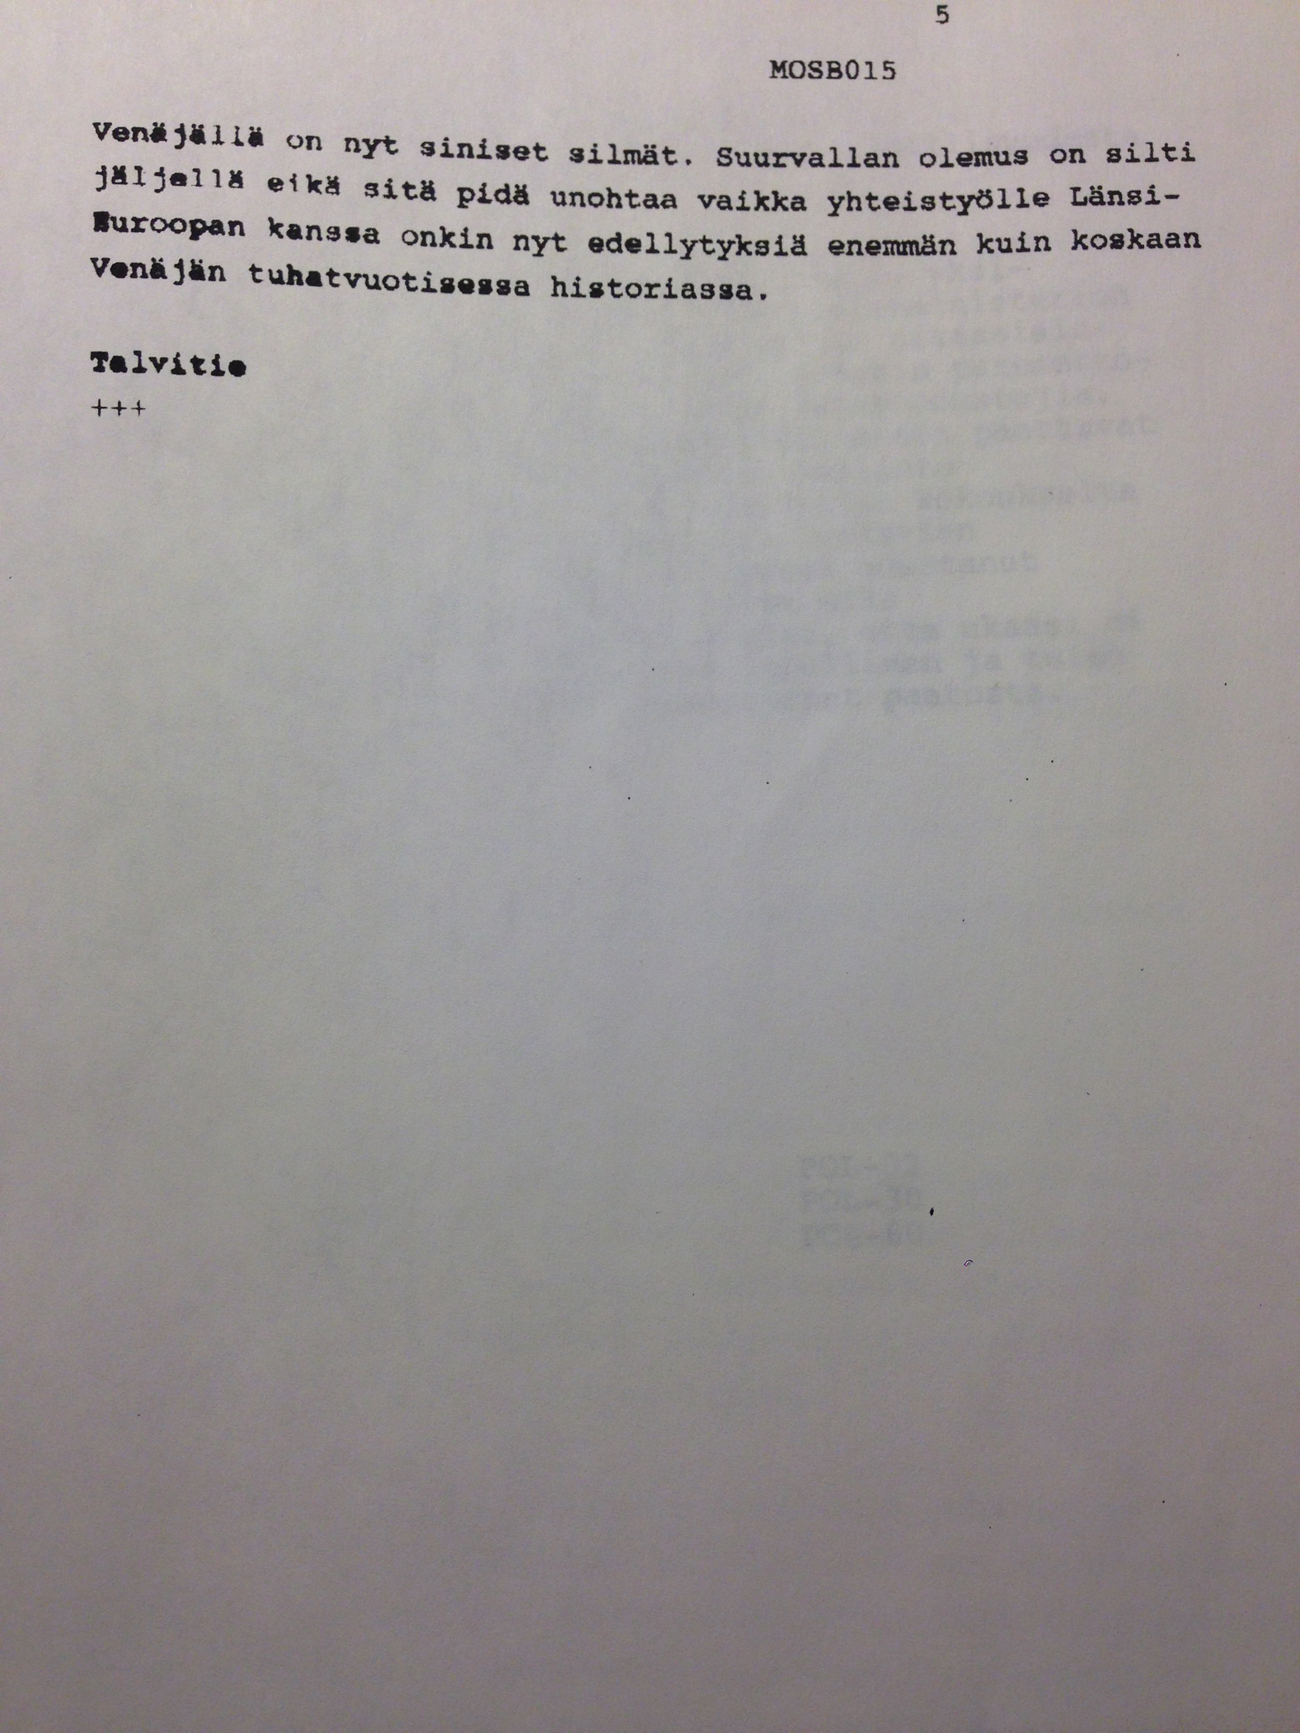 5
MOSB015
Venäjällä on nyt siniset silmät. Suurvallan olemus on silti
jäljellä eikä sitä pidä unohtaa vaikka yhteistyölle Länsi-
Euroopan kanssa onkin nyt edellytyksiä enemmän kuin koskaan
Venäjän tuhatvuotisessa historiassa.
Talvitie
+++